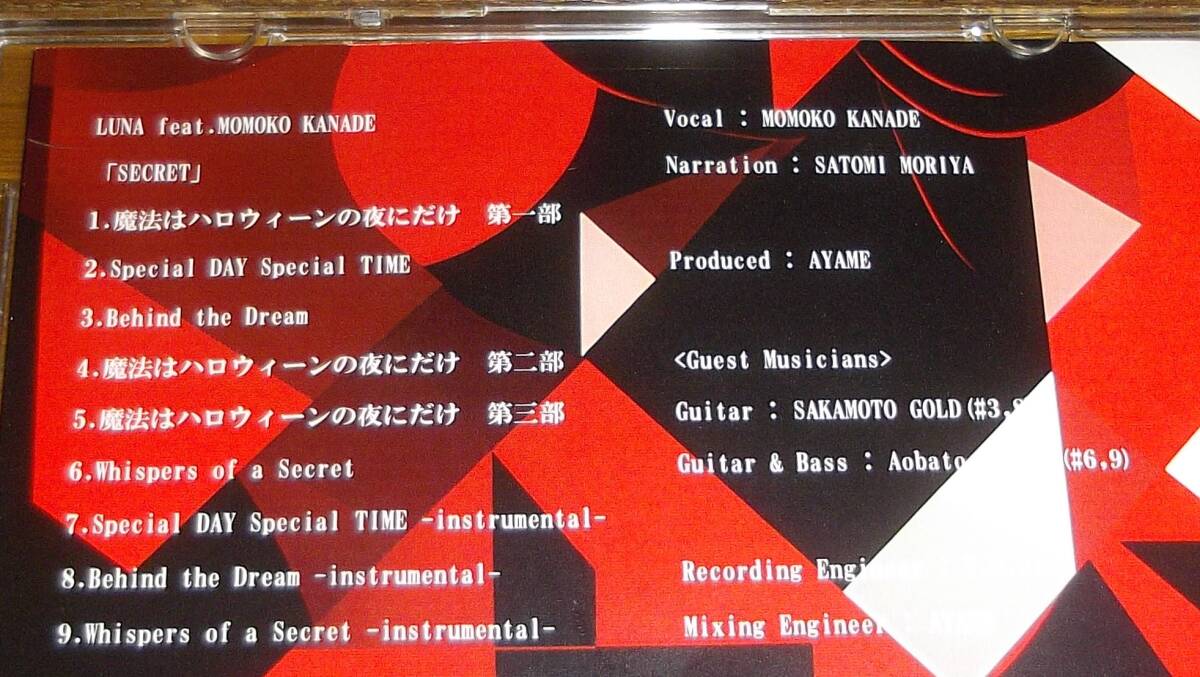 LUNA feat.MOMOKO KANADE
「SECRET」
1.魔法はハロウィーンの夜にだけ 第一部
2.Special DAY Special TIME
3.Behind the Dream
4.魔法はハロウィーンの夜にだけ 第二部
5.魔法はハロウィーンの夜にだけ 第三部
6.Whispers of a Secret
7.Special DAY Special TIME -instrumental-
8.Behind the Dream -instrumental-
9.Whispers of a Secret -instrumental-
Vocal : MOMOKO KANADE
Narration : SATOMI MORIYA
Produced : AYAME
<Guest Musicians>
Guitar : SAKAMOTO GOLD(#3,
Guitar & Bass : (#6,9)
Recording Engineer :
Mixing Engineer :